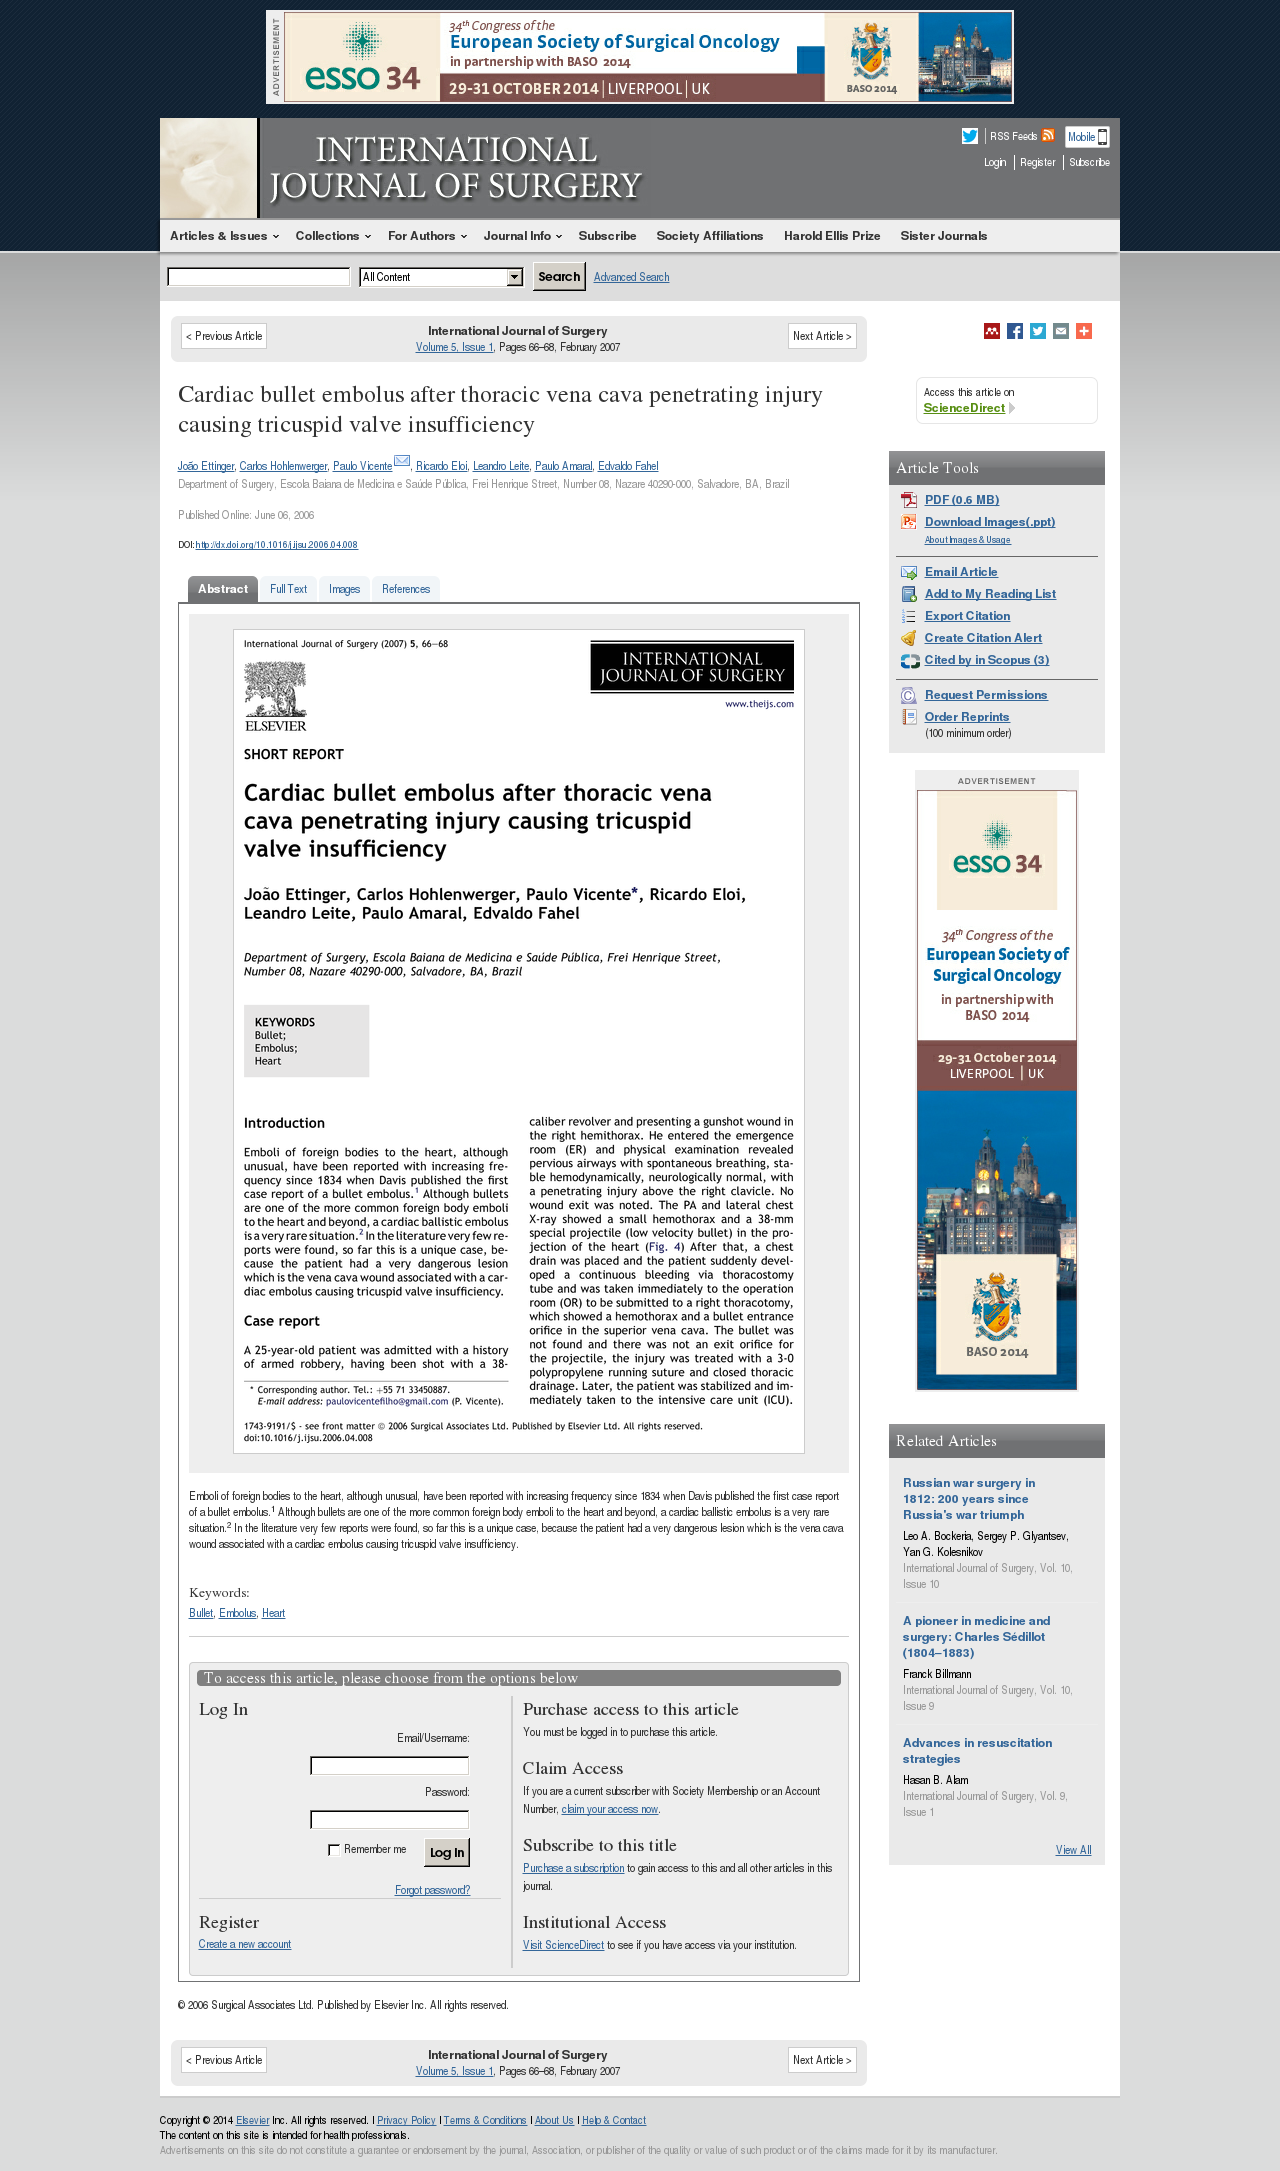 ADVERTISEMENT
esso 34
34th Congress of the
European Society of Surgical Oncology
in partnership with BASO 2014
29-31 OCTOBER 2014 | LIVERPOOL | UK
BASO 2014
INTERNATIONAL
JOURNAL OF SURGERY
RSS Feeds
Mobile
Login
Register
Subscribe
Articles & Issues
Collections
For Authors
Journal Info
Subscribe
Society Affiliations
Harold Ellis Prize
Sister Journals
All Content
Search
Advanced Search
< Previous Article
International Journal of Surgery
Volume 5, Issue 1, Pages 66–68, February 2007
Next Article >
Cardiac bullet embolus after thoracic vena cava penetrating injury
causing tricuspid valve insufficiency
João Ettinger, Carlos Hohlenwerger, Paulo Vicente, Ricardo Eloi, Leandro Leite, Paulo Amaral, Edvaldo Fahel
Department of Surgery, Escola Baiana de Medicina e Saúde Pública, Frei Henrique Street, Number 08, Nazare 40290-000, Salvadore, BA, Brazil
Published Online: June 06, 2006
DOI: http://dx.doi.org/10.1016/j.ijsu.2006.04.008
Abstract
Full Text
Images
References
International Journal of Surgery (2007) 5, 66–68
INTERNATIONAL
JOURNAL OF SURGERY
ELSEVIER
www.theijs.com
SHORT REPORT
Cardiac bullet embolus after thoracic vena
cava penetrating injury causing tricuspid
valve insufficiency
João Ettinger, Carlos Hohlenwerger, Paulo Vicente*, Ricardo Eloi,
Leandro Leite, Paulo Amaral, Edvaldo Fahel
Department of Surgery, Escola Baiana de Medicina e Saúde Pública, Frei Henrique Street,
Number 08, Nazare 40290-000, Salvadore, BA, Brazil
KEYWORDS
Bullet;
Embolus;
Heart
Introduction
Emboli of foreign bodies to the heart, although
unusual, have been reported with increasing fre-
quency since 1834 when Davis published the first
case report of a bullet embolus.1 Although bullets
are one of the more common foreign body emboli
to the heart and beyond, a cardiac ballistic embolus
is a very rare situation.2 In the literature very few re-
ports were found, so far this is a unique case, be-
cause the patient had a very dangerous lesion
which is the vena cava wound associated with a car-
diac embolus causing tricuspid valve insufficiency.
Case report
A 25-year-old patient was admitted with a history
of armed robbery, having been shot with a 38-
* Corresponding author. Tel.: +55 71 33450887.
E-mail address: paulovicentefilho@gmail.com (P. Vicente).
caliber revolver and presenting a gunshot wound in
the right hemithorax. He entered the emergence
room (ER) and physical examination revealed
pervious airways with spontaneous breathing, sta-
ble hemodynamically, neurologically normal, with
a penetrating injury above the right clavicle. No
wound exit was noted. The PA and lateral chest
X-ray showed a small hemothorax and a 38-mm
special projectile (low velocity bullet) in the pro-
jection of the heart (Fig. 4) After that, a chest
drain was placed and the patient suddenly devel-
oped a continuous bleeding via thoracostomy
tube and was taken immediately to the operation
room (OR) to be submitted to a right thoracotomy,
which showed a hemothorax and a bullet entrance
orifice in the superior vena cava. The bullet was
not found and there was not an exit orifice for
the projectile, the injury was treated with a 3-0
polypropylene running suture and closed thoracic
drainage. Later, the patient was stabilized and im-
mediately taken to the intensive care unit (ICU).
1743-9191/$ - see front matter © 2006 Surgical Associates Ltd. Published by Elsevier Ltd. All rights reserved.
doi:10.1016/j.ijsu.2006.04.008
Emboli of foreign bodies to the heart, although unusual, have been reported with increasing frequency since 1834 when Davis published the first case report
of a bullet embolus.1 Although bullets are one of the more common foreign body emboli to the heart and beyond, a cardiac ballistic embolus is a very rare
situation.2 In the literature very few reports were found, so far this is a unique case, because the patient had a very dangerous lesion which is the vena cava
wound associated with a cardiac embolus causing tricuspid valve insufficiency.
Keywords:
Bullet, Embolus, Heart
To access this article, please choose from the options below
Log In
Email/Username:
Password:
Remember me
Log In
Forgot password?
Register
Create a new account
Purchase access to this article
You must be logged in to purchase this article.
Claim Access
If you are a current subscriber with Society Membership or an Account
Number, claim your access now.
Subscribe to this title
Purchase a subscription to gain access to this and all other articles in this
journal.
Institutional Access
Visit ScienceDirect to see if you have access via your institution.
© 2006 Surgical Associates Ltd. Published by Elsevier Inc. All rights reserved.
< Previous Article
International Journal of Surgery
Volume 5, Issue 1, Pages 66–68, February 2007
Next Article >
Access this article on
ScienceDirect
Article Tools
PDF (0.6 MB)
Download Images(.ppt)
About Images & Usage
Email Article
Add to My Reading List
Export Citation
Create Citation Alert
Cited by in Scopus (3)
Request Permissions
Order Reprints
(100 minimum order)
ADVERTISEMENT
esso 34
34th Congress of the
European Society of
Surgical Oncology
in partnership with
BASO 2014
29-31 October 2014
LIVERPOOL | UK
BASO 2014
Related Articles
Russian war surgery in
1812: 200 years since
Russia's war triumph
Leo A. Bockeria, Sergey P. Glyantsev,
Yan G. Kolesnikov
International Journal of Surgery, Vol. 10,
Issue 10
A pioneer in medicine and
surgery: Charles Sédillot
(1804–1883)
Franck Billmann
International Journal of Surgery, Vol. 10,
Issue 9
Advances in resuscitation
strategies
Hasan B. Alam
International Journal of Surgery, Vol. 9,
Issue 1
View All
Copyright © 2014 Elsevier Inc. All rights reserved. | Privacy Policy | Terms & Conditions | About Us | Help & Contact
The content on this site is intended for health professionals.
Advertisements on this site do not constitute a guarantee or endorsement by the journal, Association, or publisher of the quality or value of such product or of the claims made for it by its manufacturer.